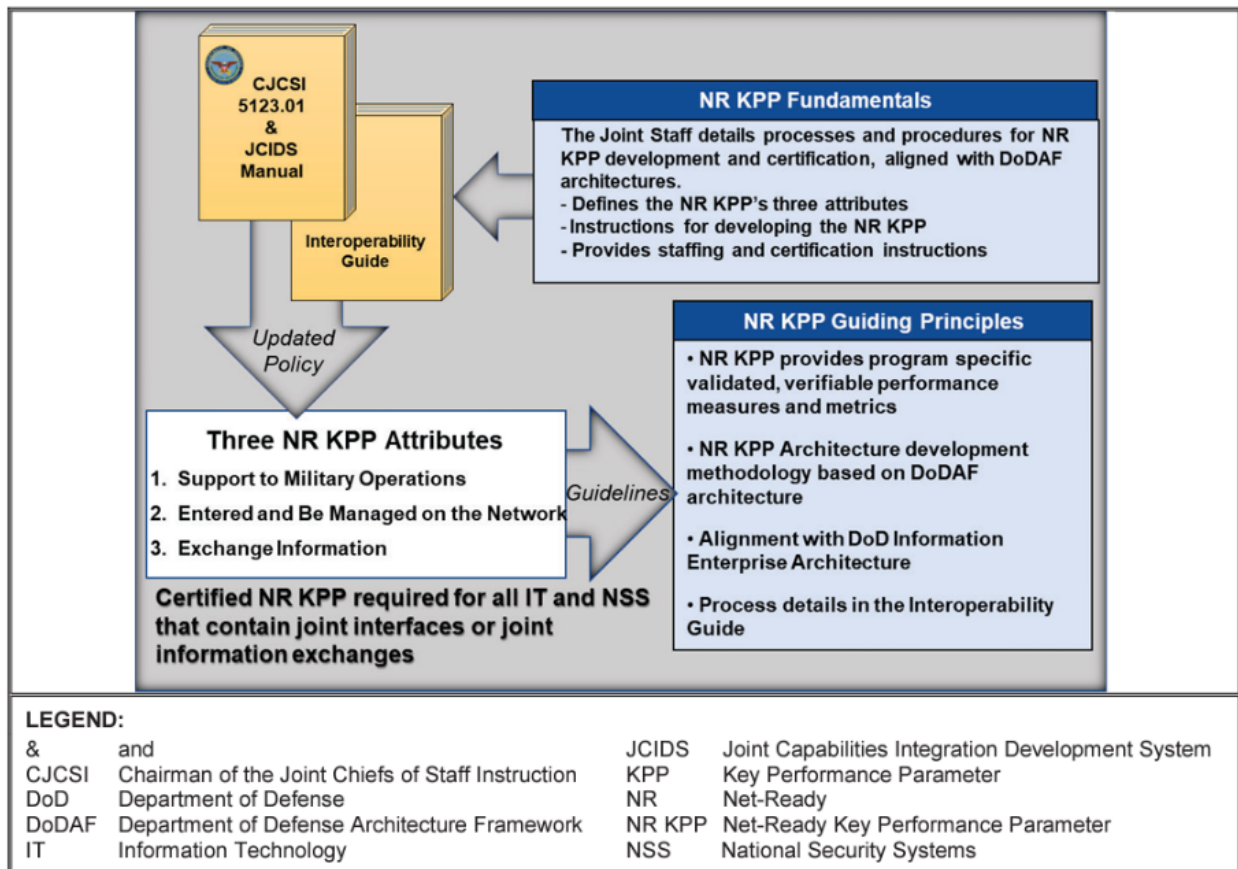 CJCSI
5123.01
&
JCIDS
Manual
Interoperability
Guide
NR KPP Fundamentals
The Joint Staff details processes and procedures for NR
KPP development and certification, aligned with DoDAF
architectures.
- Defines the NR KPP's three attributes
- Instructions for developing the NR KPP
- Provides staffing and certification instructions
Updated
Policy
Three NR KPP Attributes
1. Support to Military Operations
2. Entered and Be Managed on the Network
3. Exchange Information
Guidelines
NR KPP Guiding Principles
• NR KPP provides program specific
validated, verifiable performance
measures and metrics
• NR KPP Architecture development
methodology based on DoDAF
architecture
• Alignment with DoD Information
Enterprise Architecture
• Process details in the Interoperability
Guide
Certified NR KPP required for all IT and NSS
that contain joint interfaces or joint
information exchanges
LEGEND:
& and
CJCSI Chairman of the Joint Chiefs of Staff Instruction
DoD Department of Defense
DoDAF Department of Defense Architecture Framework
IT Information Technology
JCIDS Joint Capabilities Integration Development System
KPP Key Performance Parameter
NR Net-Ready
NR KPP Net-Ready Key Performance Parameter
NSS National Security Systems